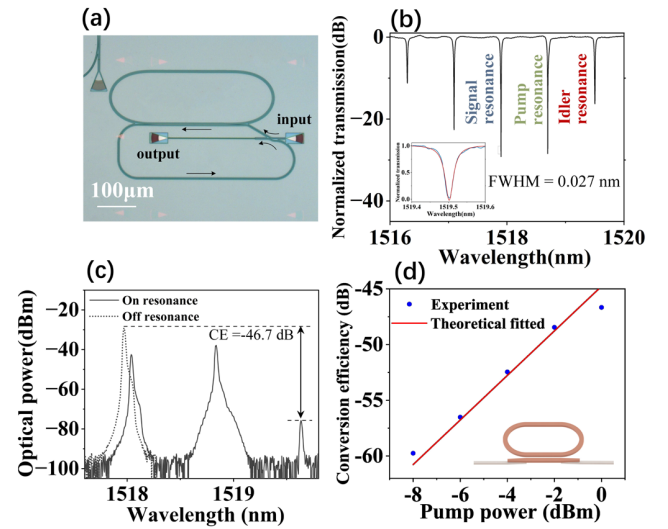 (a)
input
output
100μm
(b)
Normalized transmission(dB)
0
−20
−40
Signal
resonance
Pump
resonance
Idler
resonance
FWHM = 0.027 nm
Normalized transmission
1.0
0.8
0.6
0.4
0.2
0.0
1519.4
1519.5
1519.6
Wavelength(nm)
1516
1518
1520
Wavelength(nm)
(c)
Optical power(dBm)
−20
−40
−60
−80
−100
On resonance
Off resonance
CE =-46.7 dB
1518
1519
Wavelength (nm)
(d)
Conversion efficiency (dB)
-45
-50
-55
-60
Experiment
Theoretical fitted
-8
-6
-4
-2
0
Pump power (dBm)